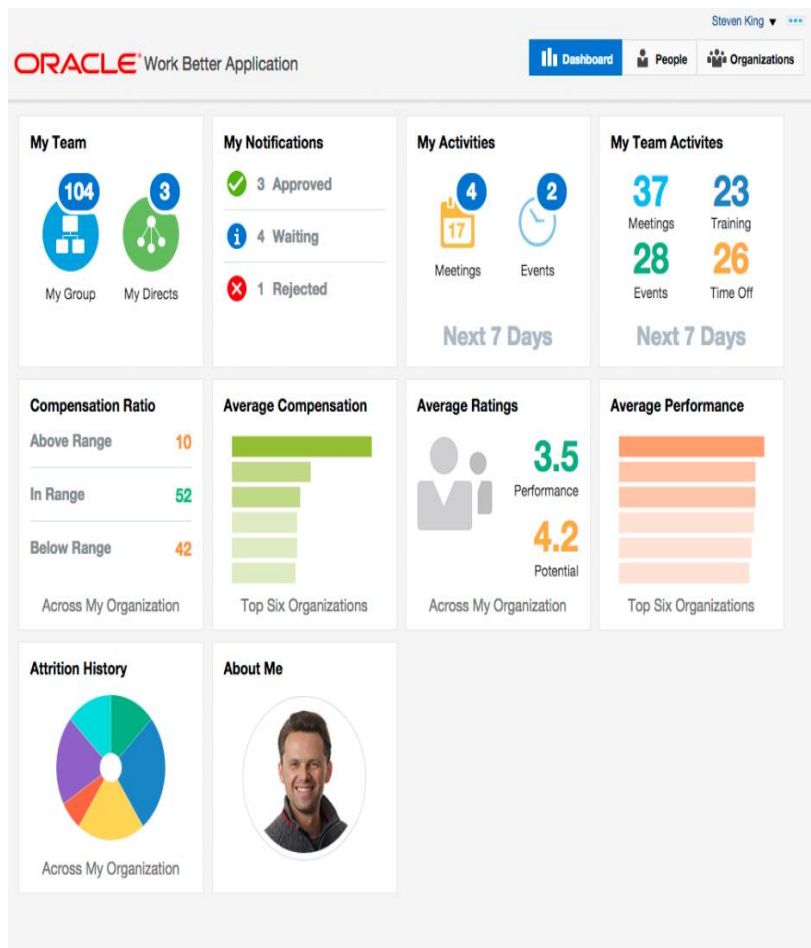 Steven King
ORACLE Work Better Application
Dashboard People Organizations
My Team
104 3
My Group My Directs
My Notifications
3 Approved
4 Waiting
1 Rejected
My Activities
4 2
17
Meetings Events
Next 7 Days
My Team Activites
37 23
Meetings Training
28 26
Events Time Off
Next 7 Days
Compensation Ratio
Above Range 10
In Range 52
Below Range 42
Across My Organization
Average Compensation
Top Six Organizations
Average Ratings
3.5
Performance
4.2
Potential
Across My Organization
Average Performance
Top Six Organizations
Attrition History
Across My Organization
About Me